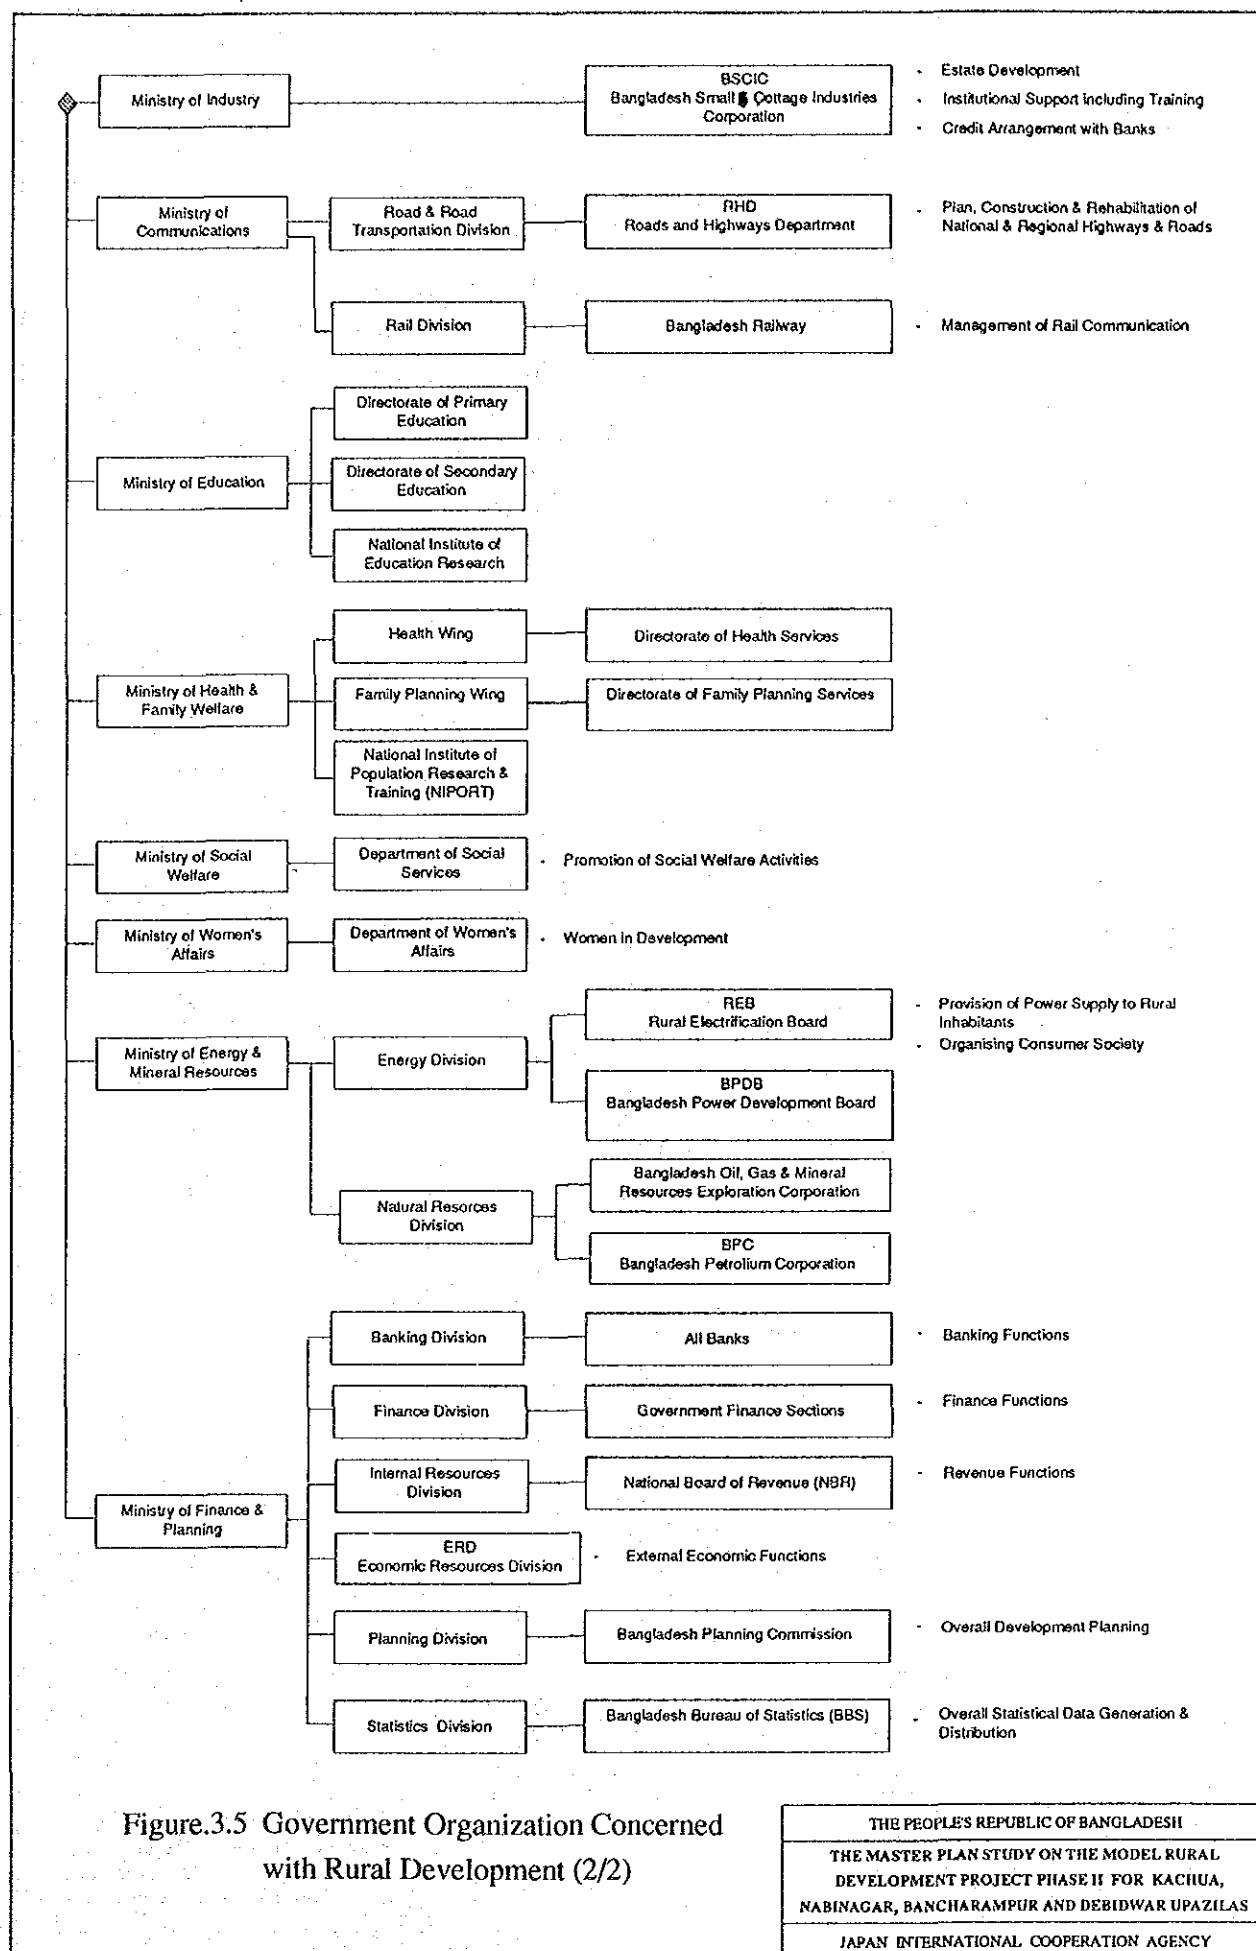 Ministry of Industry
BSCIC
Bangladesh Small & Cottage Industries
Corporation
- Estate Development
- Institutional Support including Training
- Credit Arrangement with Banks
Ministry of
Communications
Road & Road
Transportation Division
RHD
Roads and Highways Department
- Plan, Construction & Rehabilitation of
National & Regional Highways & Roads
Rail Division
Bangladesh Railway
- Management of Rail Communication
Ministry of Education
Directorate of Primary
Education
Directorate of Secondary
Education
National Institute of
Education Research
Ministry of Health &
Family Welfare
Health Wing
Directorate of Health Services
Family Planning Wing
Directorate of Family Planning Services
National Institute of
Population Research &
Training (NIPORT)
Ministry of Social
Welfare
Department of Social
Services
- Promotion of Social Welfare Activities
Ministry of Women's
Affairs
Department of Women's
Affairs
- Women in Development
Ministry of Energy &
Mineral Resources
Energy Division
REB
Rural Electrification Board
- Provision of Power Supply to Rural
Inhabitants
- Organising Consumer Society
BPDB
Bangladesh Power Development Board
Natural Resorces
Division
Bangladesh Oil, Gas & Mineral
Resources Exploration Corporation
BPC
Bangladesh Petrolium Corporation
Ministry of Finance &
Planning
Banking Division
All Banks
- Banking Functions
Finance Division
Government Finance Sections
- Finance Functions
Internal Resources
Division
National Board of Revenue (NBR)
- Revenue Functions
ERD
Economic Resources Division
- External Economic Functions
Planning Division
Bangladesh Planning Commission
- Overall Development Planning
Statistics Division
Bangladesh Bureau of Statistics (BBS)
- Overall Statistical Data Generation &
Distribution
Figure.3.5 Government Organization Concerned
with Rural Development (2/2)
THE PEOPLE'S REPUBLIC OF BANGLADESH
THE MASTER PLAN STUDY ON THE MODEL RURAL
DEVELOPMENT PROJECT PHASE II FOR KACHUA,
NABINAGAR, BANCHARAMPUR AND DEBIDWAR UPAZILAS
JAPAN INTERNATIONAL COOPERATION AGENCY